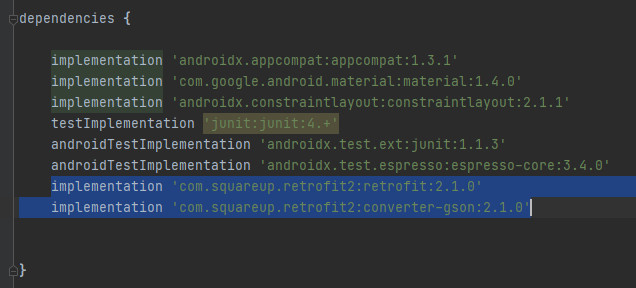 dependencies {
implementation 'androidx.appcompat:appcompat:1.3.1'
implementation 'com.google.android.material:material:1.4.0'
implementation 'androidx.constraintlayout:constraintlayout:2.1.1'
testImplementation 'junit:junit:4.+'
androidTestImplementation 'androidx.test.ext:junit:1.1.3'
androidTestImplementation 'androidx.test.espresso:espresso-core:3.4.0'
implementation 'com.squareup.retrofit2:retrofit:2.1.0'
implementation 'com.squareup.retrofit2:converter-gson:2.1.0'
}